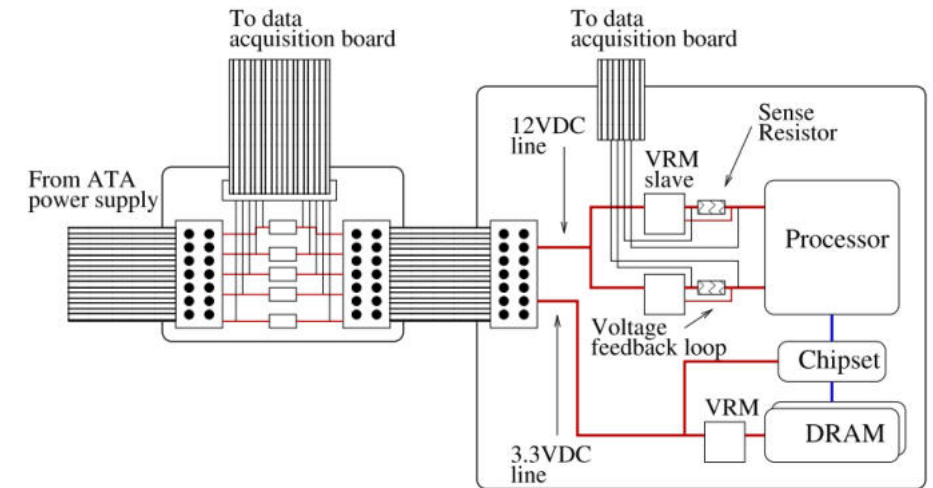 To data
acquisition board
To data
acquisition board
From ATA
power supply
12VDC
line
VRM
slave
Sense
Resistor
Processor
Voltage
feedback loop
Chipset
VRM
DRAM
3.3VDC
line